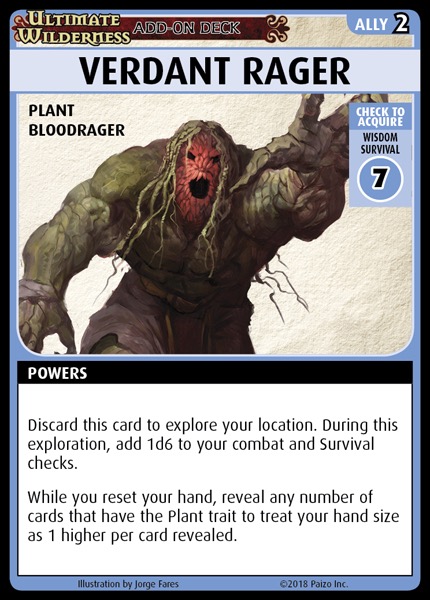 ULTIMATE
WILDERNESS
ADD-ON DECK
ALLY 2
VERDANT RAGER
PLANT
BLOODRAGER
CHECK TO
ACQUIRE
WISDOM
SURVIVAL
7
POWERS
Discard this card to explore your location. During this
exploration, add 1d6 to your combat and Survival
checks.
While you reset your hand, reveal any number of
cards that have the Plant trait to treat your hand size
as 1 higher per card revealed.
Illustration by Jorge Fares
©2018 Paizo Inc.